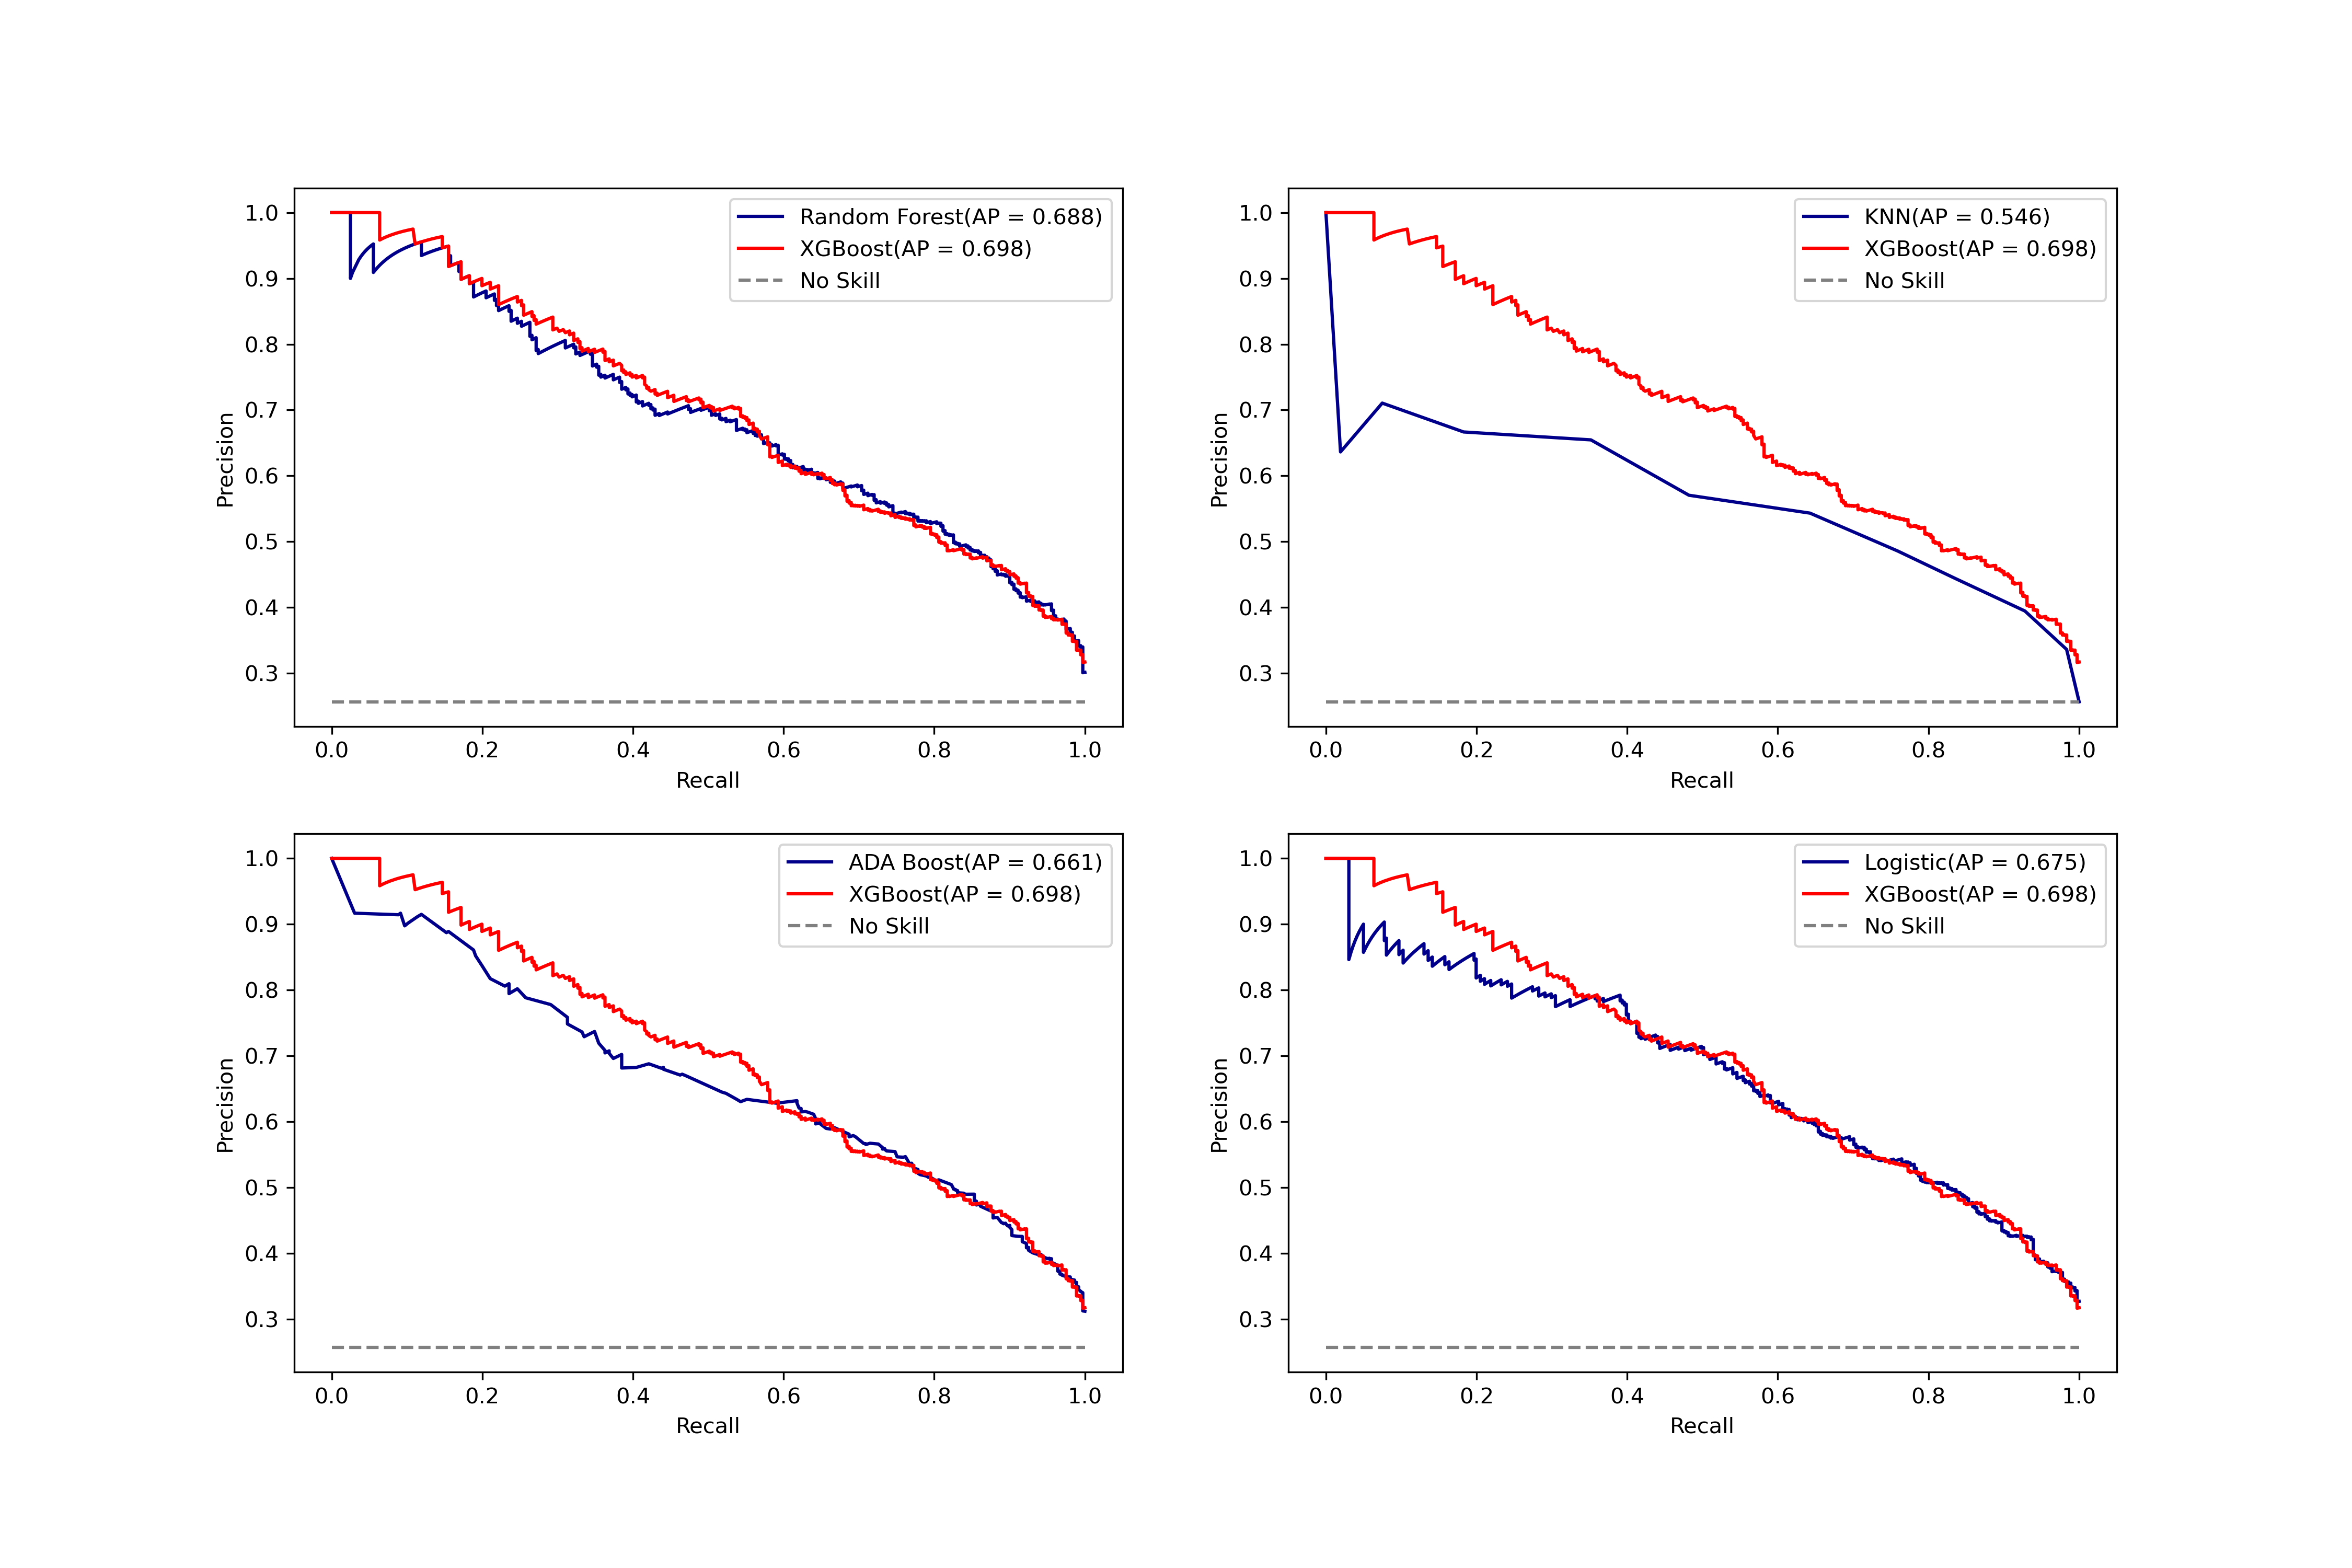 Random Forest(AP = 0.688)
XGBoost(AP = 0.698)
No Skill
1.0
0.9
0.8
0.7
0.6
0.5
0.4
0.3
Precision
0.0 0.2 0.4 0.6 0.8 1.0
Recall
KNN(AP = 0.546)
XGBoost(AP = 0.698)
No Skill
1.0
0.9
0.8
0.7
0.6
0.5
0.4
0.3
Precision
0.0 0.2 0.4 0.6 0.8 1.0
Recall
ADA Boost(AP = 0.661)
XGBoost(AP = 0.698)
No Skill
1.0
0.9
0.8
0.7
0.6
0.5
0.4
0.3
Precision
0.0 0.2 0.4 0.6 0.8 1.0
Recall
Logistic(AP = 0.675)
XGBoost(AP = 0.698)
No Skill
1.0
0.9
0.8
0.7
0.6
0.5
0.4
0.3
Precision
0.0 0.2 0.4 0.6 0.8 1.0
Recall